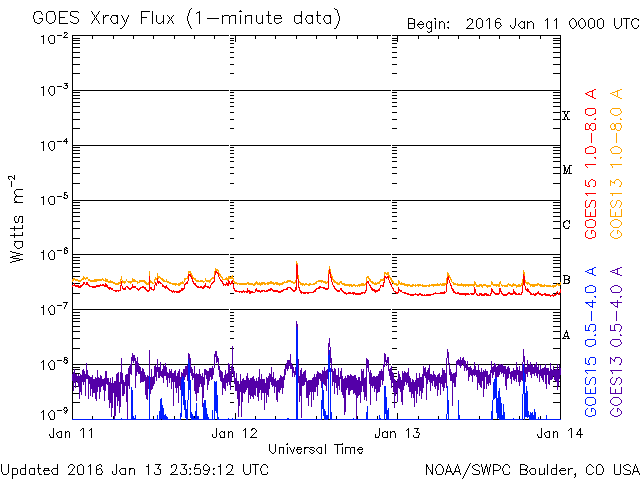 GOES Xray Flux (1-minute data)
Begin: 2016 Jan 11 0000 UTC
10-2
10-3
10-4
10-5
10-6
10-7
10-8
10-9
Watts m-2
X
M
C
B
A
GOES15 1.0-8.0 A
GOES13 1.0-8.0 A
GOES15 0.5-4.0 A
GOES13 0.5-4.0 A
Jan 11
Jan 12
Jan 13
Jan 14
Universal Time
Updated 2016 Jan 13 23:59:12 UTC
NOAA/SWPC Boulder, CO USA